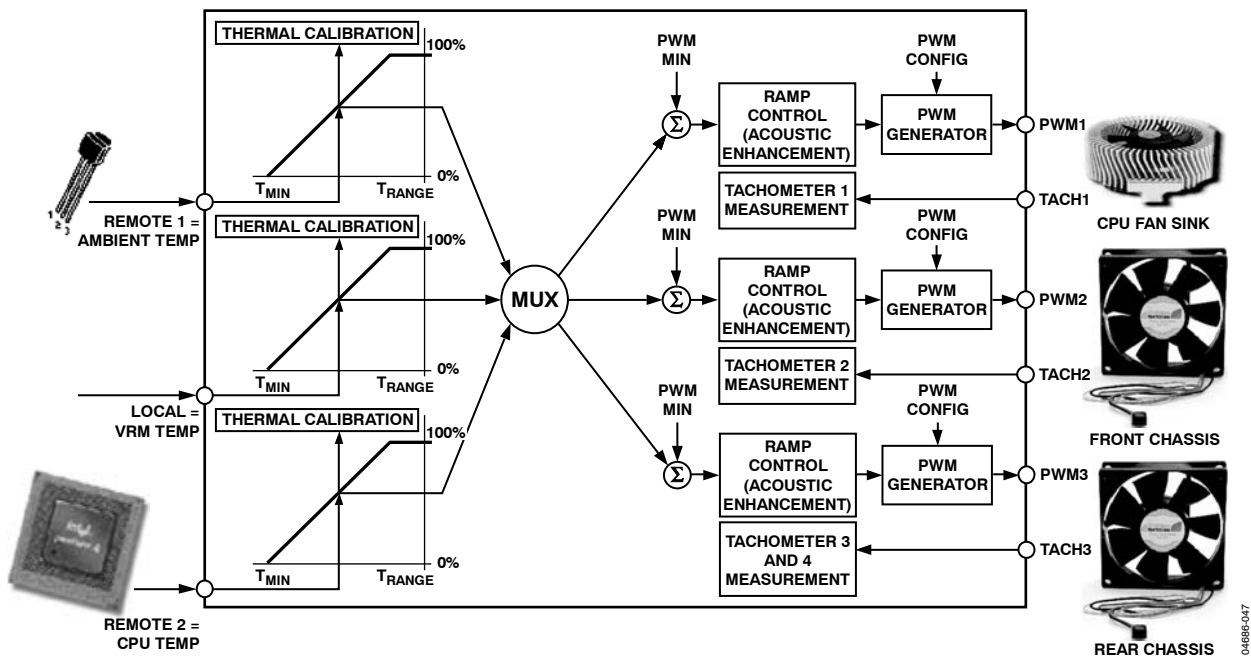 THERMAL CALIBRATION
100%
0%
TMIN
TRANGE
REMOTE 1 =
AMBIENT TEMP
1
2
3
THERMAL CALIBRATION
100%
0%
TMIN
TRANGE
LOCAL =
VRM TEMP
THERMAL CALIBRATION
100%
0%
TMIN
TRANGE
REMOTE 2 =
CPU TEMP
intel
MUX
PWM
MIN
Σ
RAMP
CONTROL
(ACOUSTIC
ENHANCEMENT)
PWM
CONFIG
PWM
GENERATOR
PWM1
TACHOMETER 1
MEASUREMENT
TACH1
CPU FAN SINK
PWM
MIN
Σ
RAMP
CONTROL
(ACOUSTIC
ENHANCEMENT)
PWM
CONFIG
PWM
GENERATOR
PWM2
TACHOMETER 2
MEASUREMENT
TACH2
FRONT CHASSIS
PWM
MIN
Σ
RAMP
CONTROL
(ACOUSTIC
ENHANCEMENT)
PWM
CONFIG
PWM
GENERATOR
PWM3
TACHOMETER 3
AND 4
MEASUREMENT
TACH3
REAR CHASSIS
04686-047